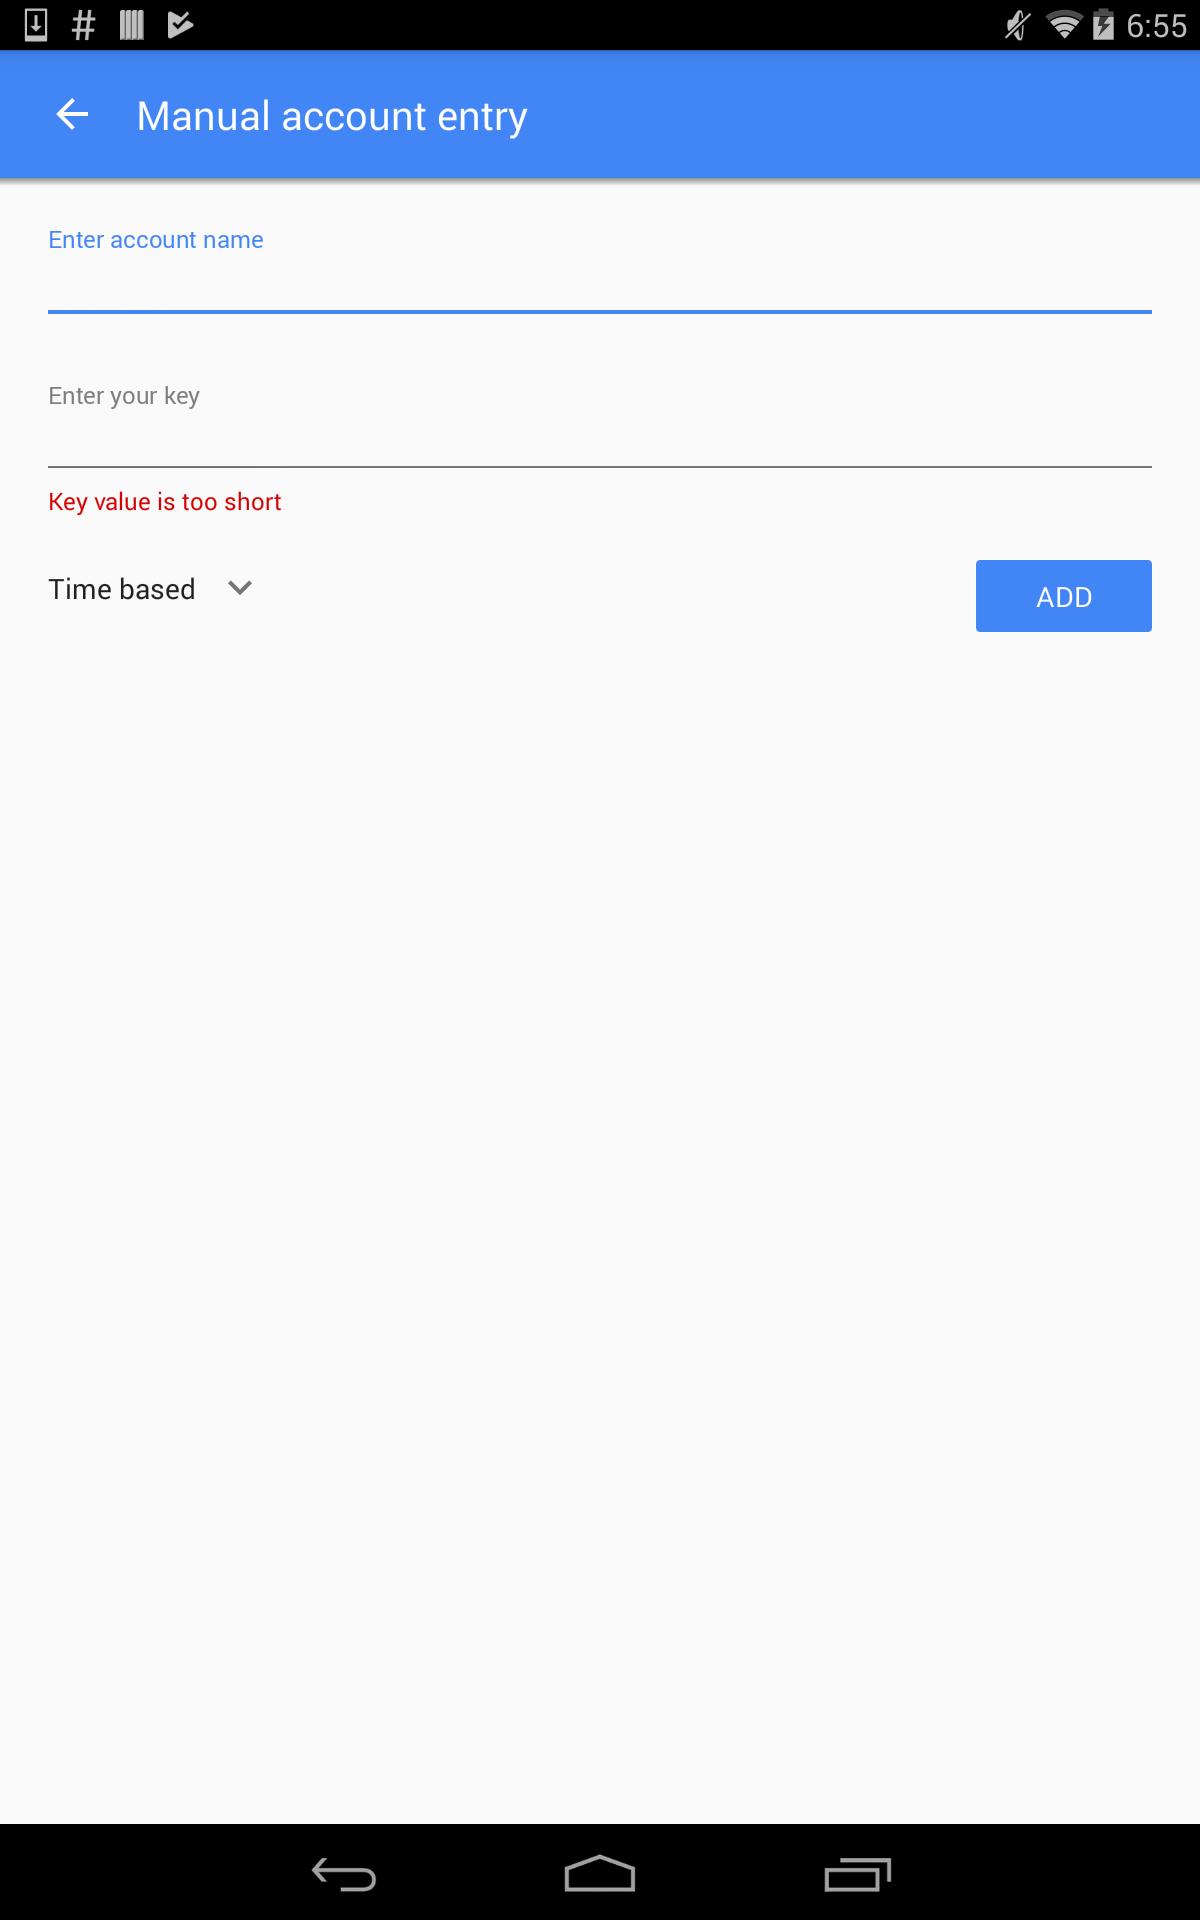 6:55
Manual account entry
Enter account name
Enter your key
Key value is too short
Time based
ADD